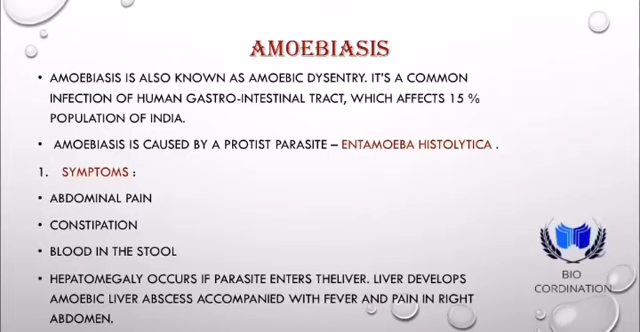 AMOEBIASIS
• AMOEBIASIS IS ALSO KNOWN AS AMOEBIC DYSENTRY. IT'S A COMMON
INFECTION OF HUMAN GASTRO-INTESTINAL TRACT, WHICH AFFECTS 15 %
POPULATION OF INDIA.
• AMOEBIASIS IS CAUSED BY A PROTIST PARASITE – ENTAMOEBA HISTOLYTICA .
1. SYMPTOMS :
• ABDOMINAL PAIN
• CONSTIPATION
• BLOOD IN THE STOOL
• HEPATOMEGALY OCCURS IF PARASITE ENTERS THELIVER. LIVER DEVELOPS
AMOEBIC LIVER ABSCESS ACCOMPANIED WITH FEVER AND PAIN IN RIGHT
ABDOMEN.
BIO
CORDINATION